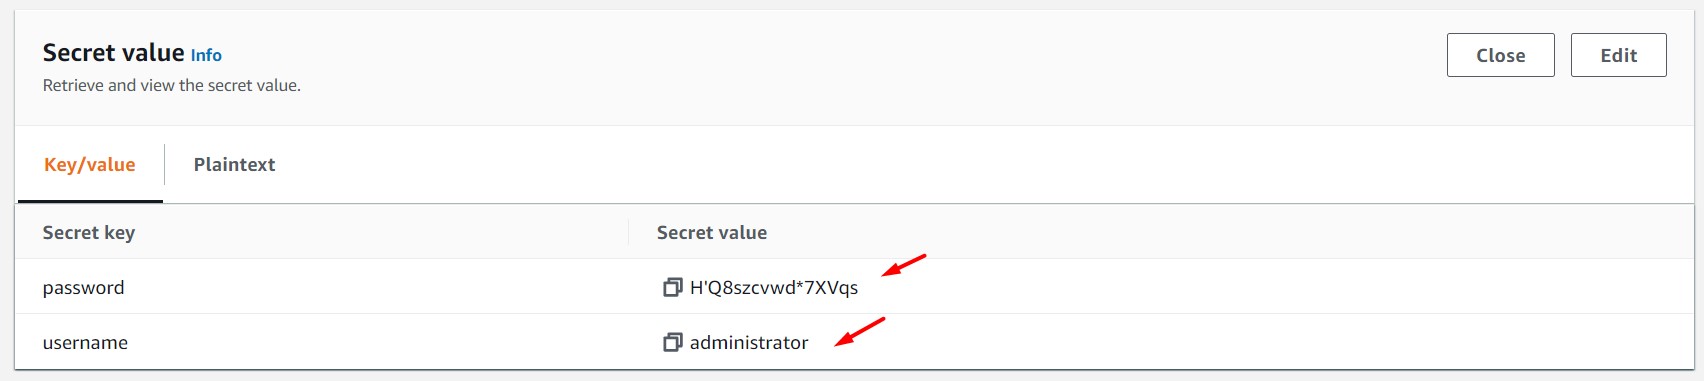 Secret value Info
Retrieve and view the secret value.
Close
Edit
Key/value
Plaintext
Secret key
Secret value
password
H'Q8szcvwd*7XVqs
username
administrator